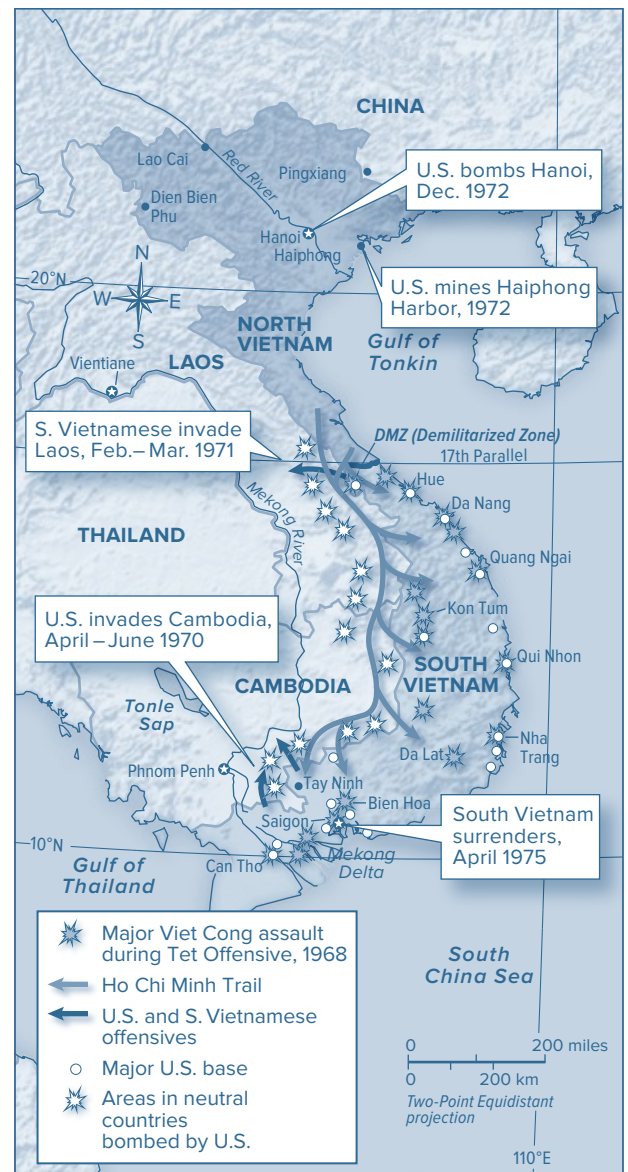 CHINA
Lao Cai
Red River
Pingxiang
U.S. bombs Hanoi,
Dec. 1972
Dien Bien
Phu
Hanoi
Haiphong
N
W
E
S
20°N
U.S. mines Haiphong
Harbor, 1972
NORTH
VIETNAM
Gulf of
Tonkin
LAOS
Vientiane
S. Vietnamese invade
Laos, Feb. – Mar. 1971
DMZ (Demilitarized Zone)
17th Parallel
Hue
Mekong River
Da Nang
THAILAND
Quang Ngai
U.S. invades Cambodia,
April – June 1970
Kon Tum
SOUTH
VIETNAM
Qui Nhon
CAMBODIA
Tonle
Sap
Nha
Trang
Da Lat
Phnom Penh
Tay Ninh
Bien Hoa
Saigon
South Vietnam
surrenders,
April 1975
10°N
Gulf of
Thailand
Can Tho
Mekong
Delta
Major Viet Cong assault
during Tet Offensive, 1968
Ho Chi Minh Trail
U.S. and S. Vietnamese
offensives
Major U.S. base
Areas in neutral
countries
bombed by U.S.
South
China Sea
0 200 miles
0 200 km
Two-Point Equidistant
projection
110°E